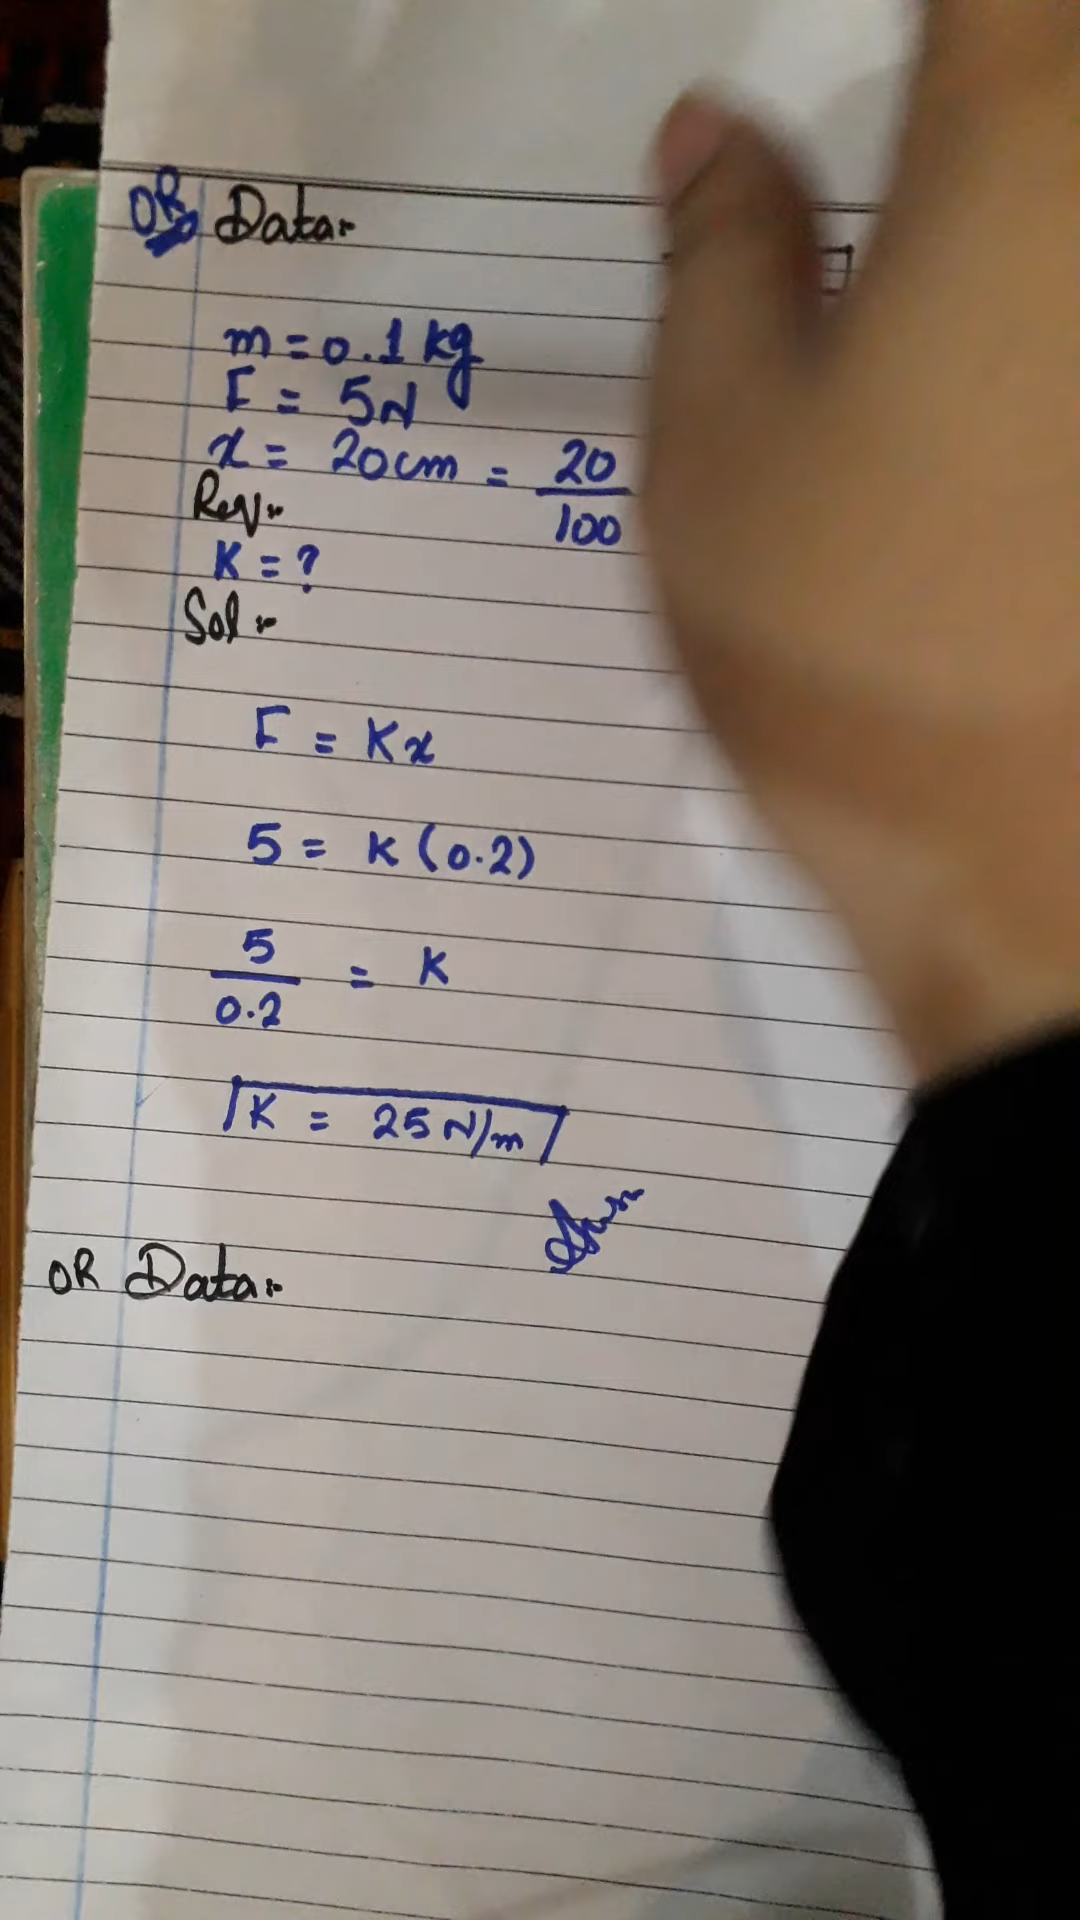 OR Data:-
m = 0.1 kg
F = 5N
x = 20cm = 20/100
Req:-
K = ?
Sol:-
F = Kx
5 = K (0.2)
5/0.2 = K
K = 25 N/m
Ans
OR Data:-